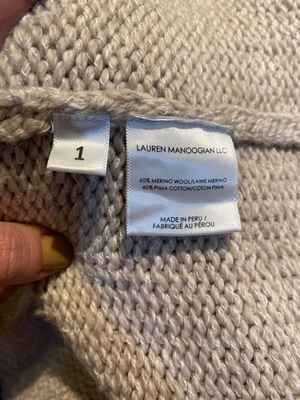 1
LAUREN MANOOGIAN LLC
60% MERINO WOOL/LAINE MERINO
40% PIMA COTTON/COTON PIMA
MADE IN PERU /
FABRIQUÉ AU PÉROU